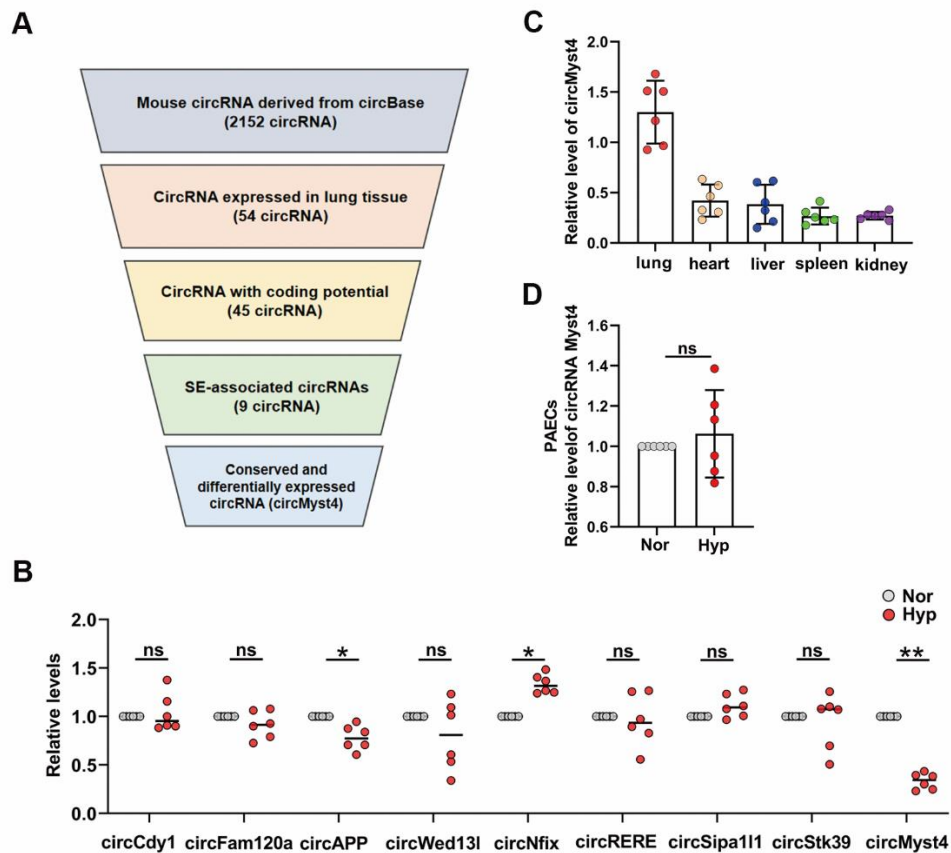 A
Mouse circRNA derived from circBase
(2152 circRNA)
CircRNA expressed in lung tissue
(54 circRNA)
CircRNA with coding potential
(45 circRNA)
SE-associated circRNAs
(9 circRNA)
Conserved and
differentially expressed
circRNA (circMyst4)
C
Relative level of circMyst4
2.0
1.5
1.0
0.5
0.0
lung heart liver spleen kidney
D
PAECs
Relative levelof circRNA Myst4
1.6
1.4
1.2
1.0
0.8
0.6
ns
Nor Hyp
B
Nor
Hyp
Relative levels
2.0
1.5
1.0
0.5
0.0
ns ns * ns * ns ns ns **
circCdy1 circFam120a circAPP circWed13l circNfix circRERE circSipa1l1 circStk39 circMyst4